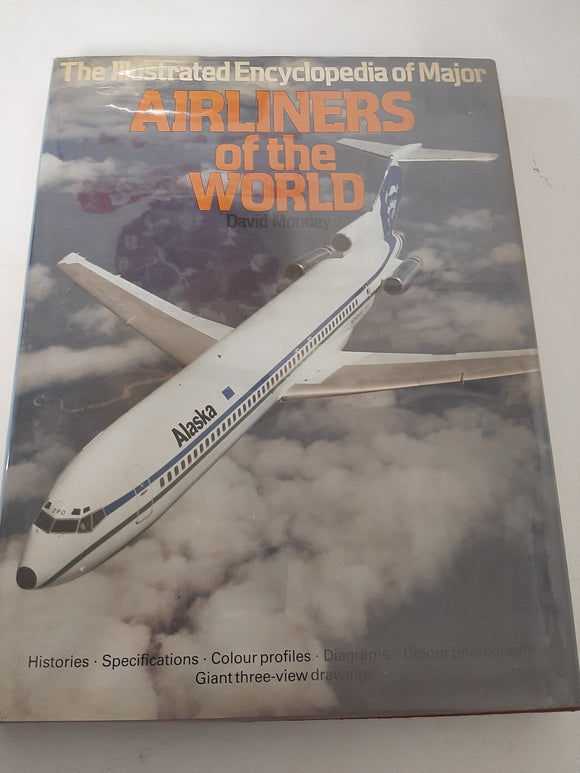 The Illustrated Encyclopedia of Major
AIRLINERS
of the
WORLD
David Mondey
Alaska
290
Histories · Specifications · Colour profiles · Diagrams · Colour photographs
Giant three-view drawings